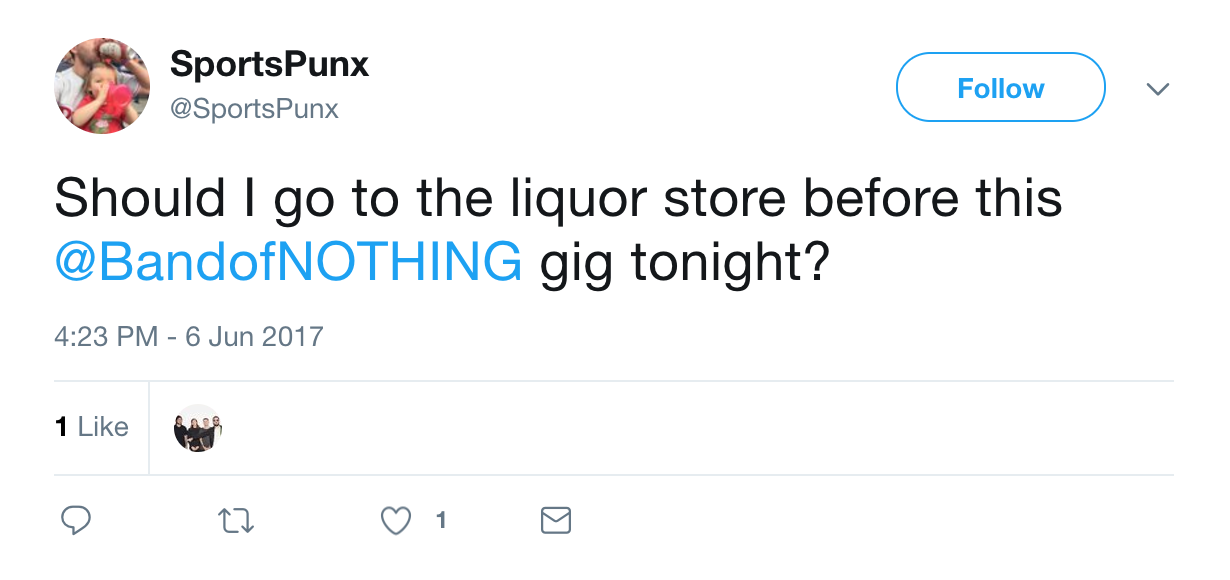 SportsPunx
@SportsPunx
Follow
Should I go to the liquor store before this
@BandofNOTHING gig tonight?
4:23 PM - 6 Jun 2017
1 Like
1